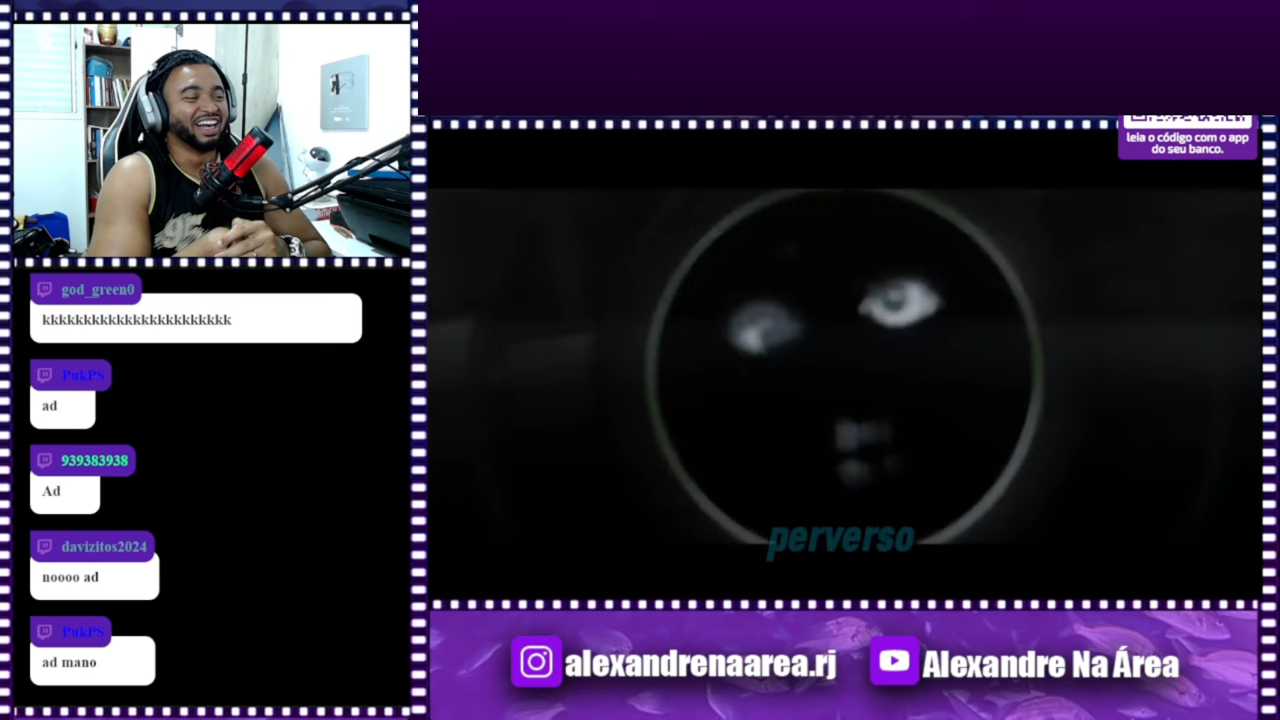 god_green0
kkkkkkkkkkkkkkkkkkkkkkk
PukPS
ad
939383938
Ad
davizitos2024
noooo ad
PukPS
ad mano
leia o código com o app
do seu banco.
perverso
alexandrenaarea.rj
Alexandre Na Área